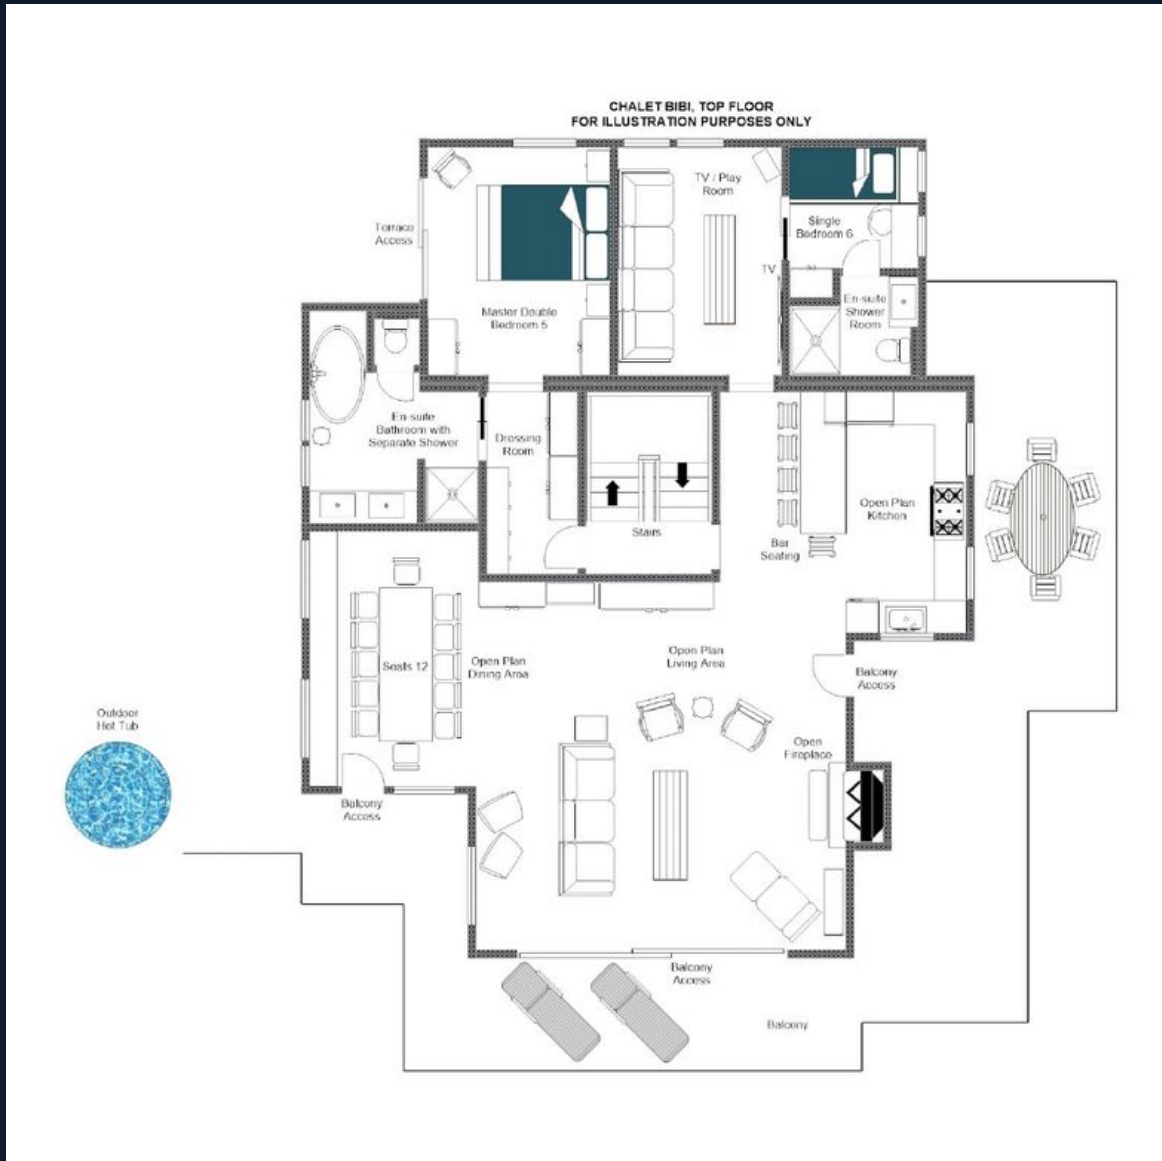 CHALET BIBI, TOP FLOOR
FOR ILLUSTRATION PURPOSES ONLY
TV / Play
Room
Single
Bedroom 6
Terrace
Access
TV
Master Double
Bedroom 5
En-suite
Shower
Room
En-suite
Bathroom with
Separate Shower
Dressing
Room
Open Plan
Kitchen
Stairs
Bar
Seating
Seats 12
Open Plan
Dining Area
Open Plan
Living Area
Balcony
Access
Outdoor
Hot Tub
Open
Fireplace
Balcony
Access
Balcony
Access
Balcony